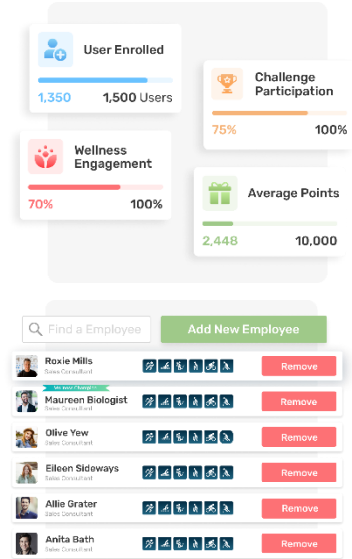 User Enrolled
1,350 1,500 Users
Challenge
Participation
75% 100%
Wellness
Engagement
70% 100%
Average Points
2,448 10,000
Find a Employee
Add New Employee
Roxie Mills
Sales Consultant
Remove
Maureen Biologist
Sales Consultant
Remove
Olive Yew
Sales Consultant
Remove
Eileen Sideways
Sales Consultant
Remove
Allie Grater
Sales Consultant
Remove
Anita Bath
Sales Consultant
Remove